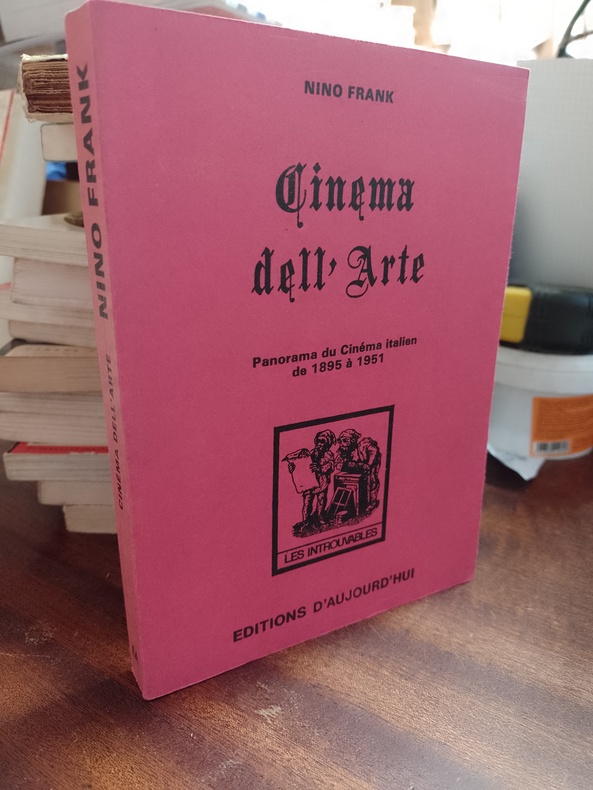 NINO FRANK
Cinema
dell'Arte
Panorama du Cinéma italien
de 1895 à 1951
LES INTROUVABLES
EDITIONS D'AUJOURD'HUI
NINO FRANK
CINEMA DELL'ARTE